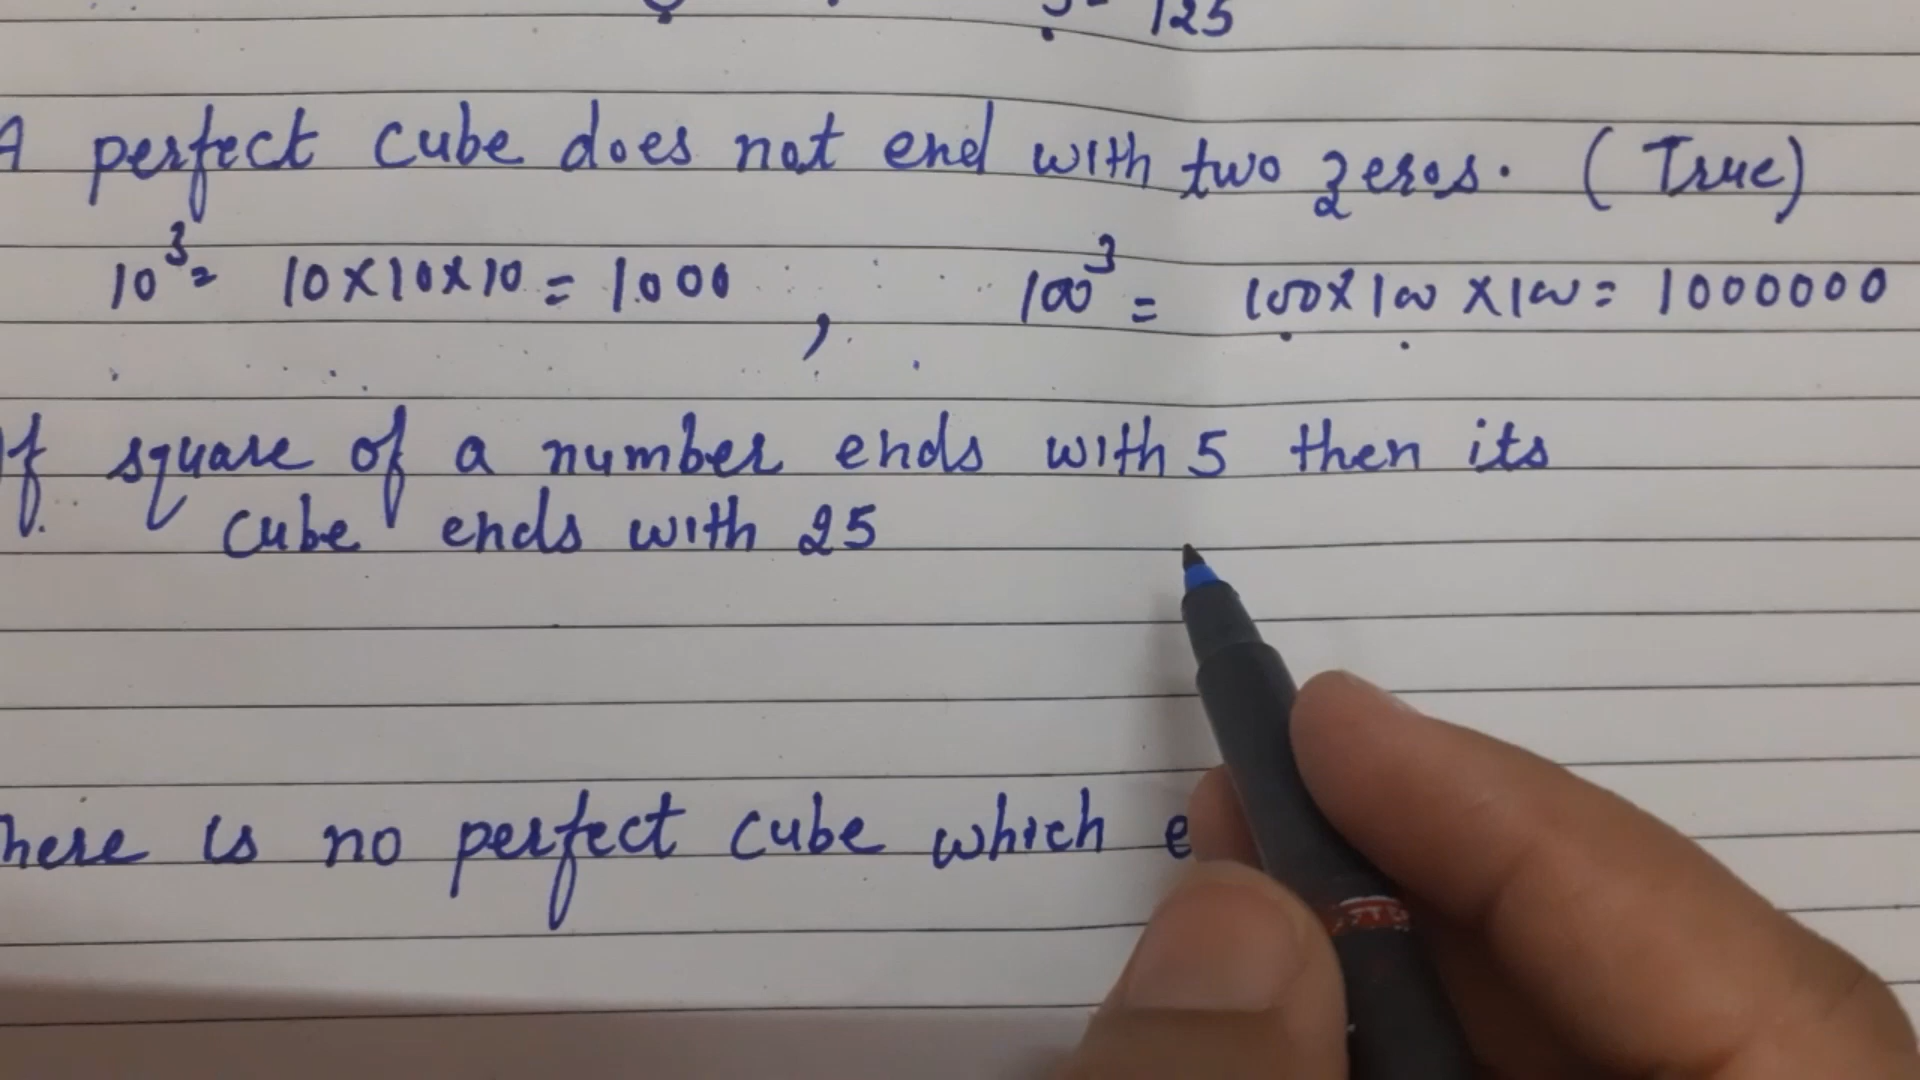 125
A perfect cube does not end with two zeros. (True)
10³= 10×10×10 = 1000 , 100³ = 100×100×100= 1000000
If square of a number ends with 5 then its
cube ends with 25
here is no perfect cube which e